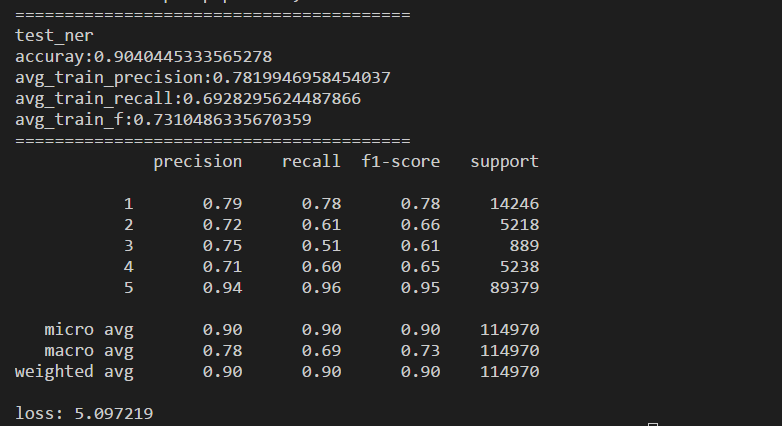 ========================================
test_ner
accuray:0.9040445333565278
avg_train_precision:0.7819946958454037
avg_train_recall:0.6928295624487866
avg_train_f:0.7310486335670359
========================================
precision recall f1-score support
1 0.79 0.78 0.78 14246
2 0.72 0.61 0.66 5218
3 0.75 0.51 0.61 889
4 0.71 0.60 0.65 5238
5 0.94 0.96 0.95 89379
micro avg 0.90 0.90 0.90 114970
macro avg 0.78 0.69 0.73 114970
weighted avg 0.90 0.90 0.90 114970
loss: 5.097219